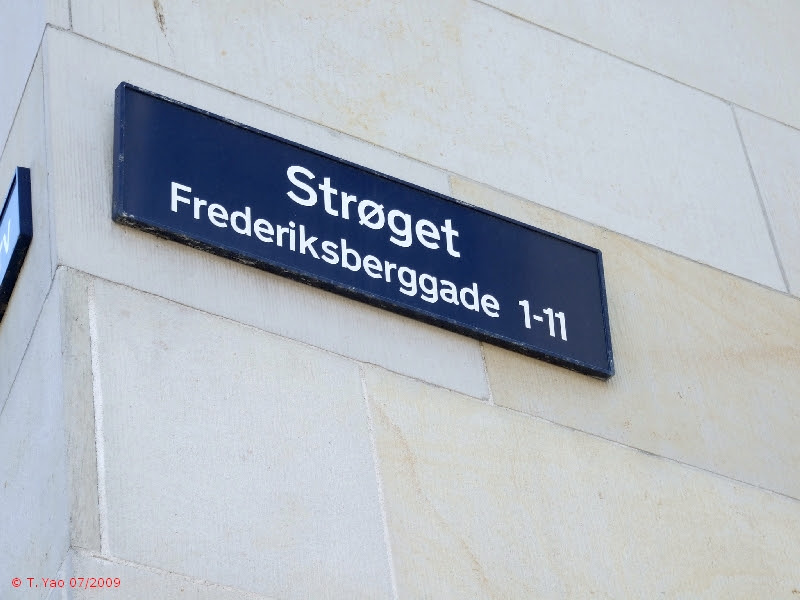 Strøget
Frederiksberggade 1-11
© T. Yao 07/2009